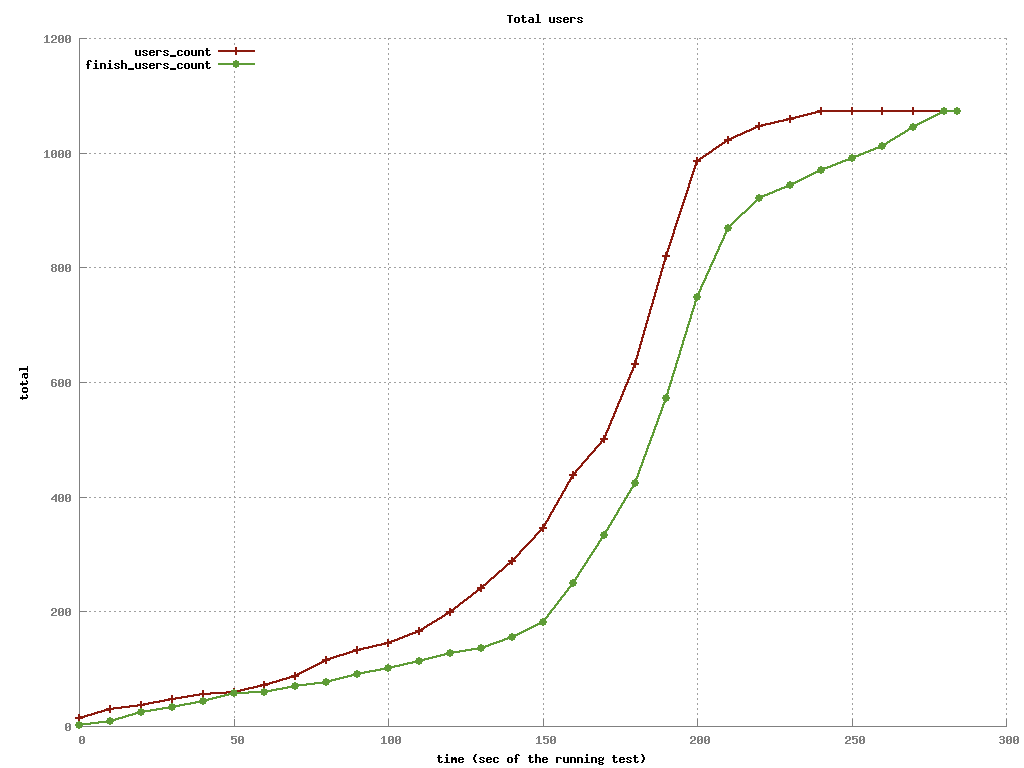 Total users
users_count
finish_users_count
1200
1000
800
600
400
200
0
total
0 50 100 150 200 250 300
time (sec of the running test)